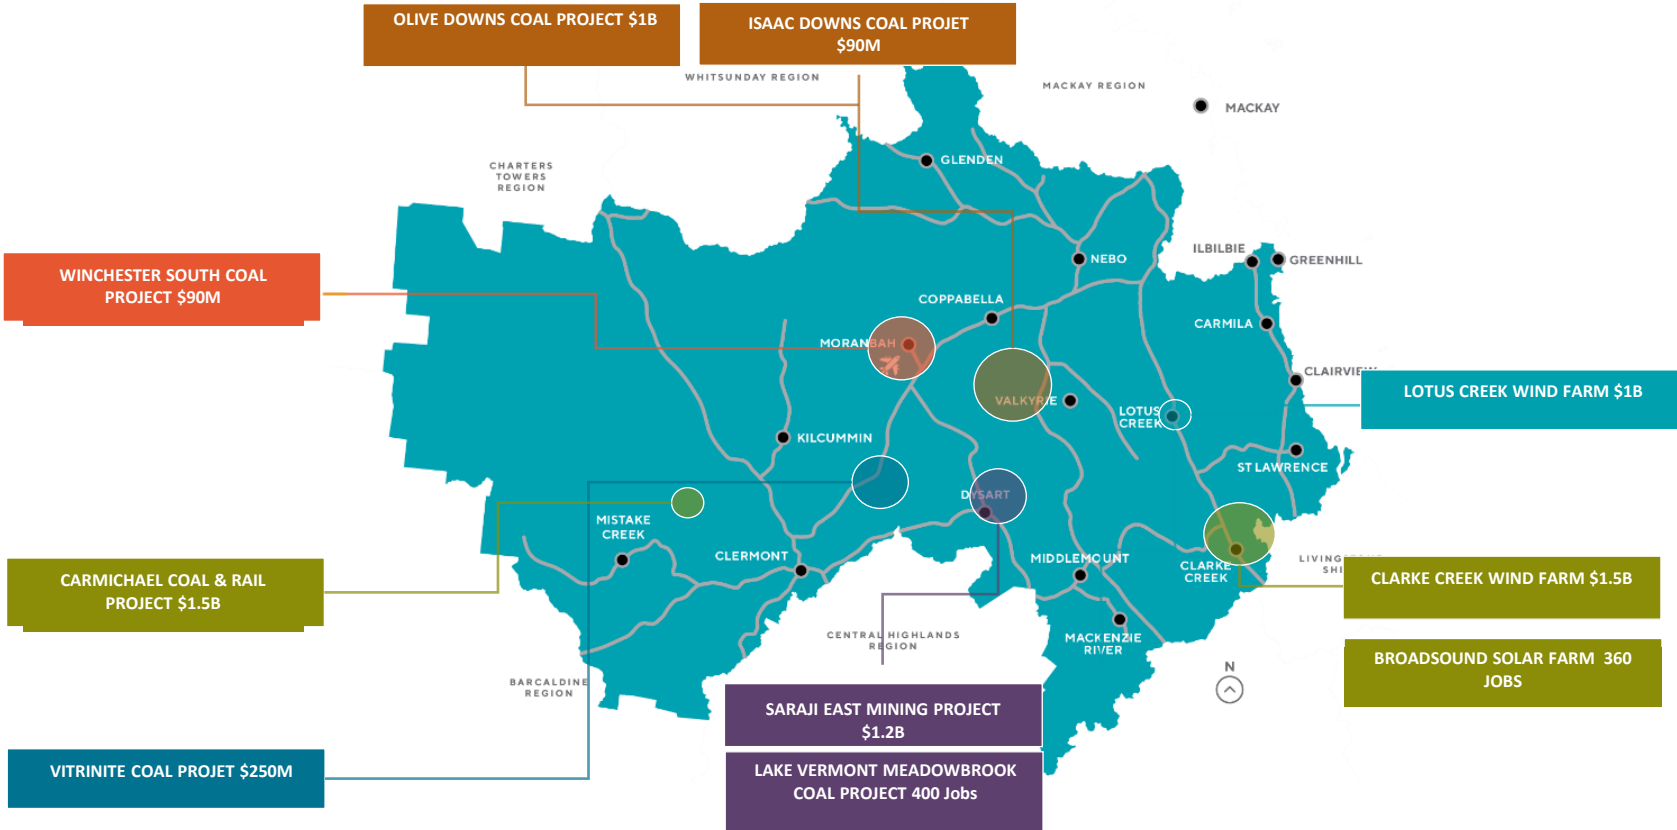 OLIVE DOWNS COAL PROJECT $1B
ISAAC DOWNS COAL PROJET
$90M
WHITSUNDAY REGION
MACKAY REGION
MACKAY
GLENDEN
CHARTERS
TOWERS
REGION
WINCHESTER SOUTH COAL
PROJECT $90M
NEBO
ILBILBIE
GREENHILL
COPPABELLA
CARMILA
MORANBAH
CLAIRVIEW
LOTUS CREEK WIND FARM $1B
VALKYRIE
LOTUS
CREEK
KILCUMMIN
ST LAWRENCE
DYSART
MISTAKE
CREEK
CLERMONT
MIDDLEMOUNT
CLARKE
CREEK
CARMICHAEL COAL & RAIL
PROJECT $1.5B
CLARKE CREEK WIND FARM $1.5B
CENTRAL HIGHLANDS
REGION
MACKENZIE
RIVER
BROADSOUND SOLAR FARM 360
JOBS
N
BARCALDINE
REGION
SARAJI EAST MINING PROJECT
$1.2B
VITRINITE COAL PROJET $250M
LAKE VERMONT MEADOWBROOK
COAL PROJECT 400 Jobs